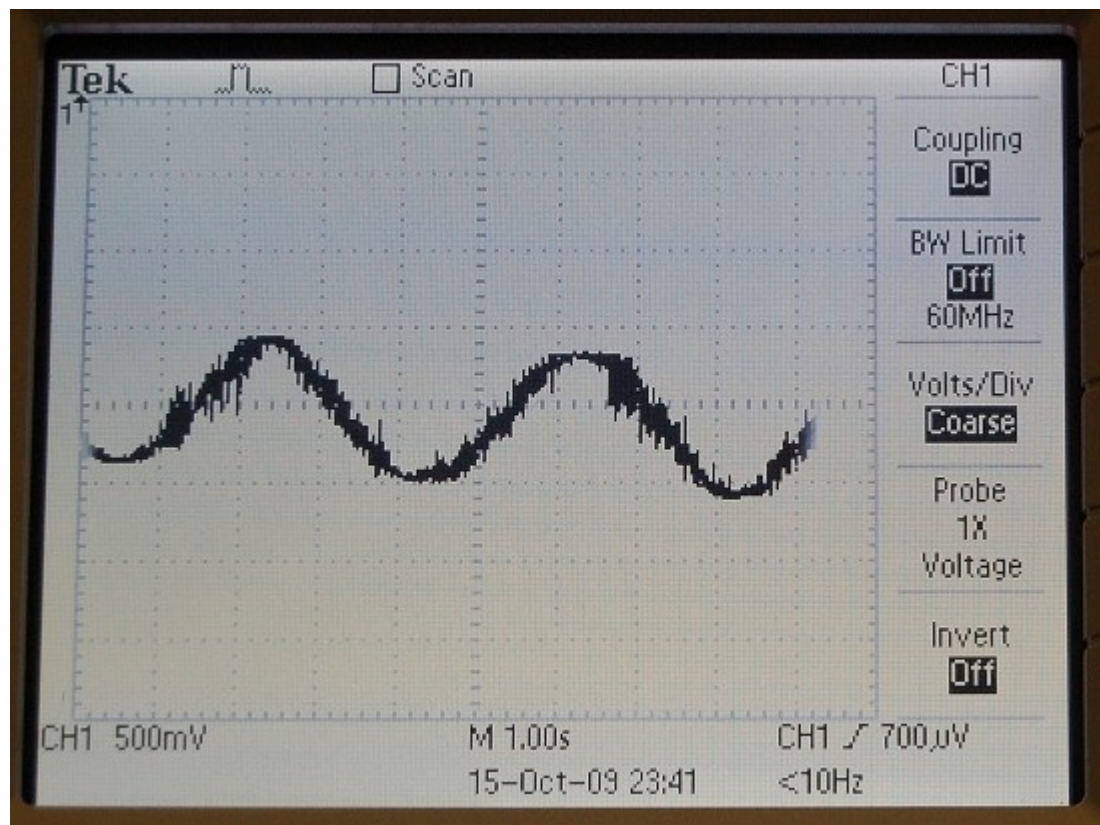 Tek Scan CH1
1
Coupling
DC
BW Limit
Off
60MHz
Volts/Div
Coarse
Probe
1X
Voltage
Invert
Off
CH1 500mV M 1.00s CH1 700µV
15-Oct-09 23:41 <10Hz